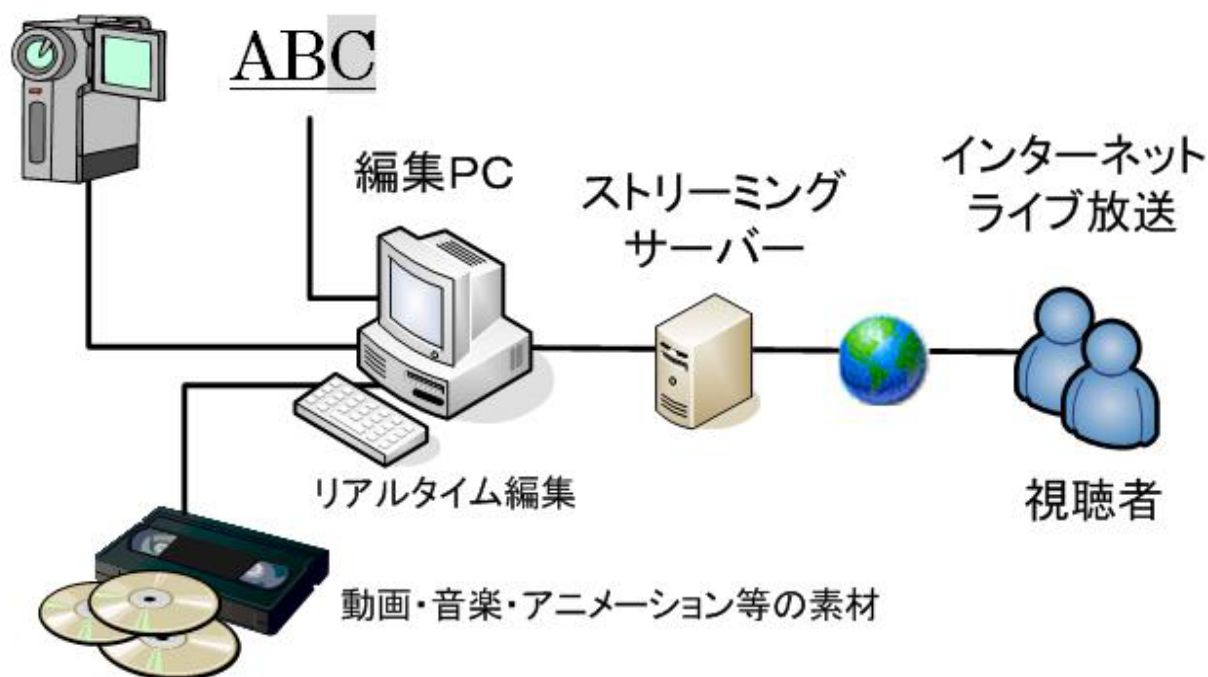 ABC
編集PC
ストリーミング
サーバー
インターネット
ライブ放送
リアルタイム編集
視聴者
動画・音楽・アニメーション等の素材